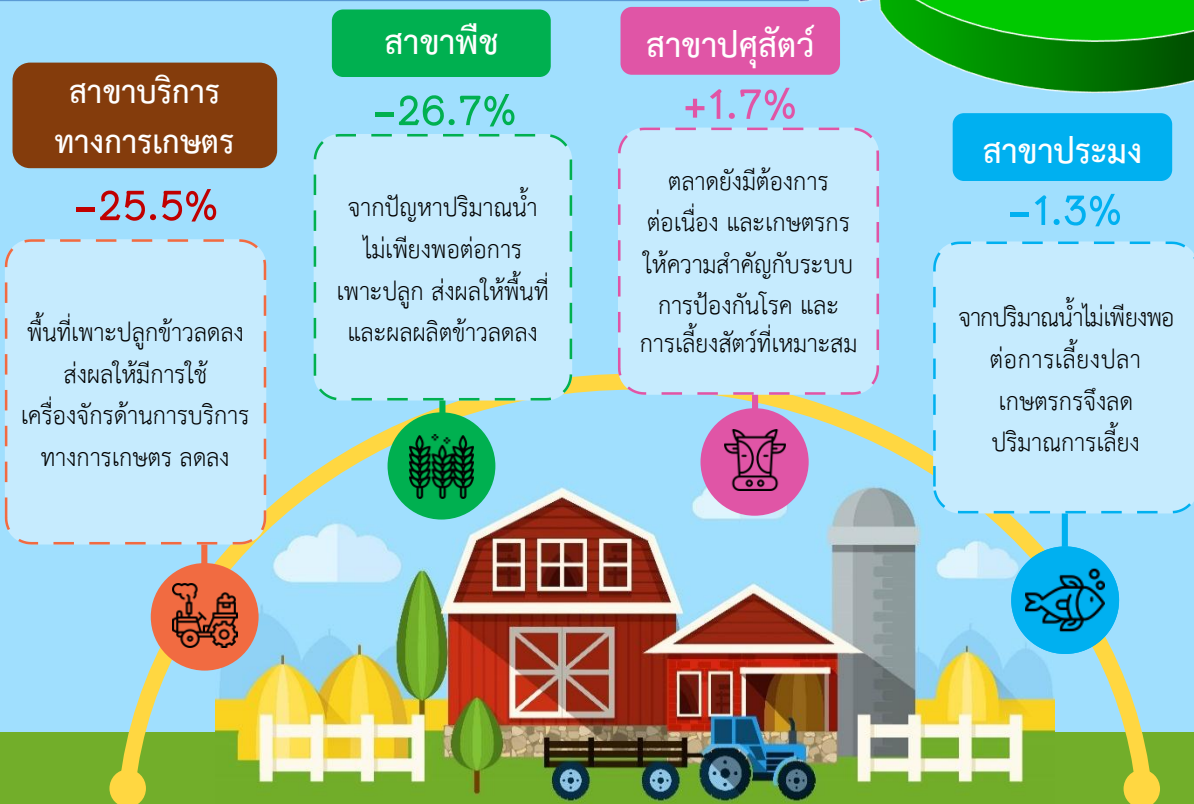 สาขาบริการ
ทางการเกษตร
-25.5%
พื้นที่เพาะปลูกข้าวลดลง
ส่งผลให้มีการใช้
เครื่องจักรด้านการบริการ
ทางการเกษตร ลดลง
สาขาพืช
-26.7%
จากปัญหาปริมาณน้ำ
ไม่เพียงพอต่อการ
เพาะปลูก ส่งผลให้พื้นที่
และผลผลิตข้าวลดลง
สาขาปศุสัตว์
+1.7%
ตลาดยังมีต้องการ
ต่อเนื่อง และเกษตรกร
ให้ความสำคัญกับระบบ
การป้องกันโรค และ
การเลี้ยงสัตว์ที่เหมาะสม
สาขาประมง
-1.3%
จากปริมาณน้ำไม่เพียงพอ
ต่อการเลี้ยงปลา
เกษตรกรจึงลด
ปริมาณการเลี้ยง